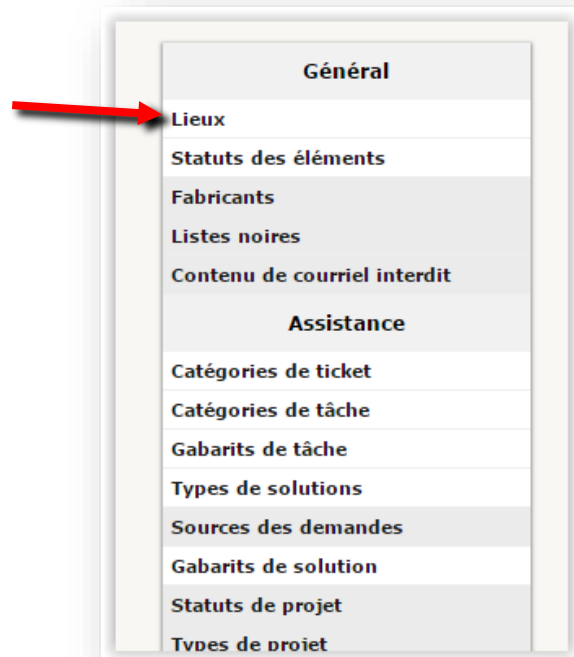 Général
Lieux
Statuts des éléments
Fabricants
Listes noires
Contenu de courriel interdit
Assistance
Catégories de ticket
Catégories de tâche
Gabarits de tâche
Types de solutions
Sources des demandes
Gabarits de solution
Statuts de projet
Types de projet